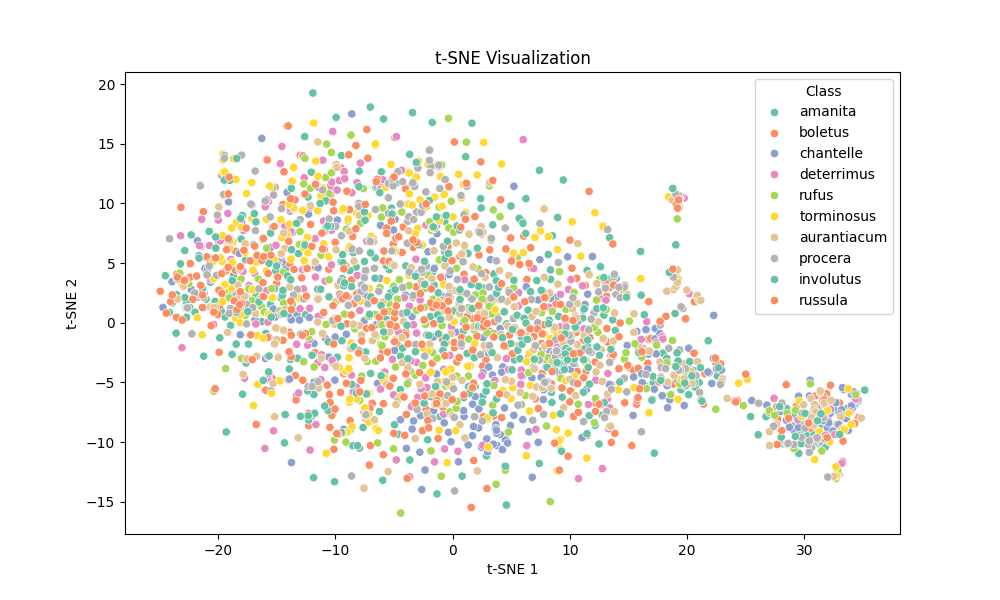 t-SNE Visualization
20
15
10
5
0
−5
−10
−15
t-SNE 2
−20
−10
0
10
20
30
t-SNE 1
Class
amanita
boletus
chantelle
deterrimus
rufus
torminosus
aurantiacum
procera
involutus
russula